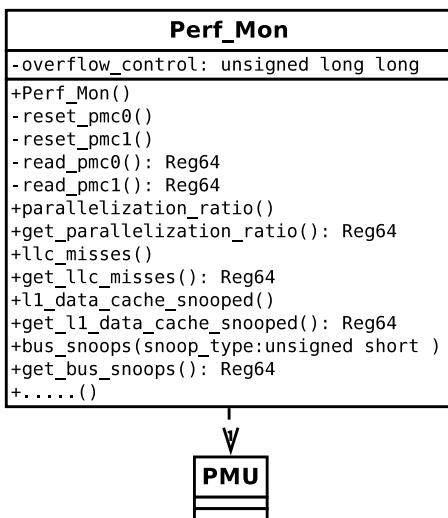 Perf_Mon
-overflow_control: unsigned long long
+Perf_Mon()
-reset_pmc0()
-reset_pmc1()
-read_pmc0(): Reg64
-read_pmc1(): Reg64
+parallelization_ratio()
+get_parallelization_ratio(): Reg64
+llc_misses()
+get_llc_misses(): Reg64
+l1_data_cache_snooped()
+get_l1_data_cache_snooped(): Reg64
+bus_snoops(snoop_type:unsigned short )
+get_bus_snoops(): Reg64
+.....()
1
PMU